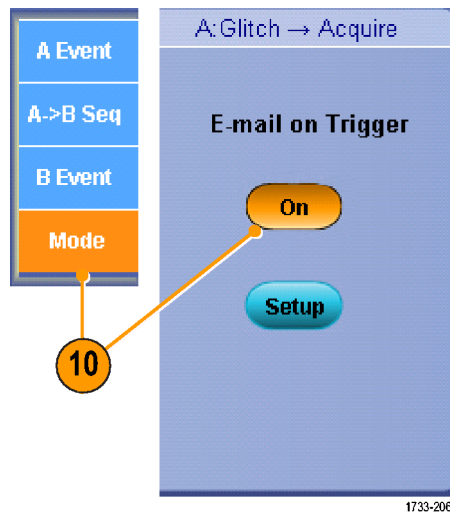 A Event
A->B Seq
B Event
Mode
10
A:Glitch → Acquire
E-mail on Trigger
On
Setup
1733-206